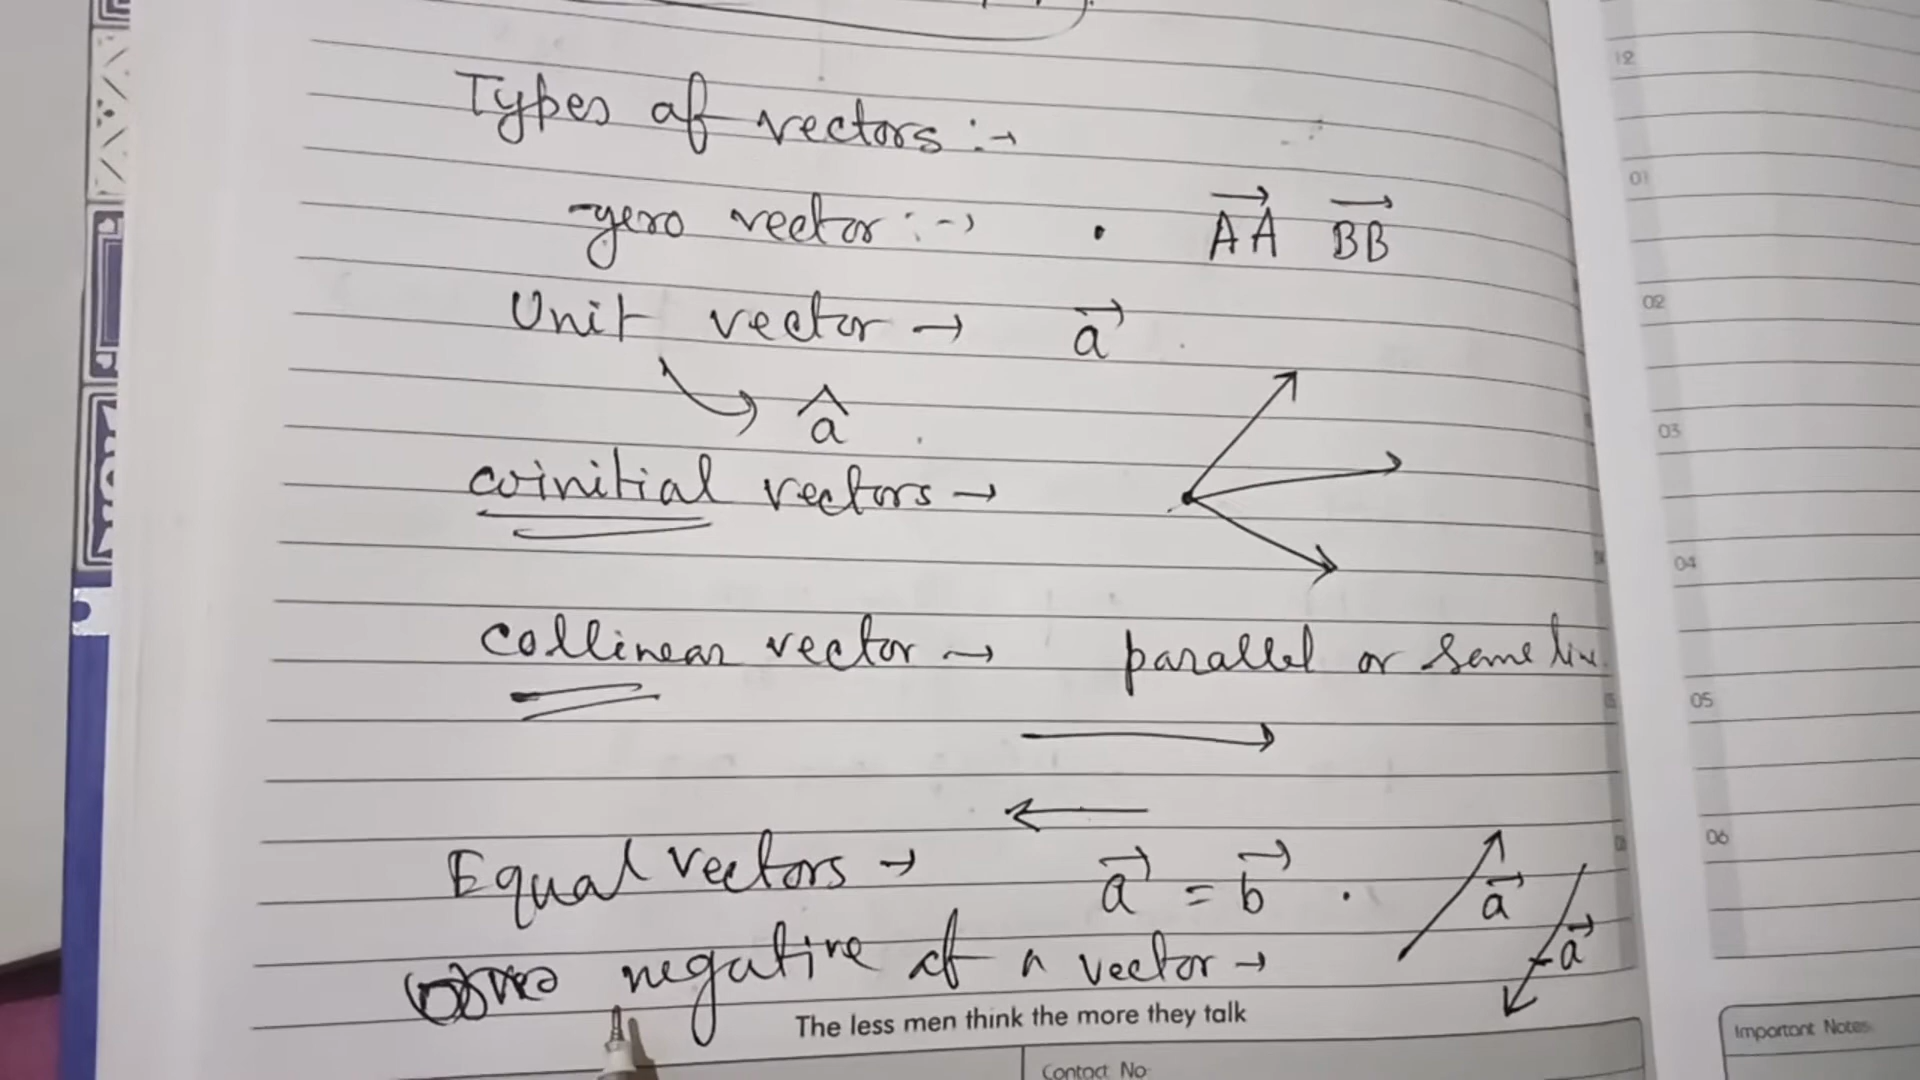 Types of vectors :→
zero vector :→ . AA BB
Unit vector → a
â
coinitial vectors →
collinear vector → parallel or same line
Equal vectors → a = b .
a
negative of a vector → -a
The less men think the more they talk
Contact No
12
01
02
03
04
05
06
Important Notes: